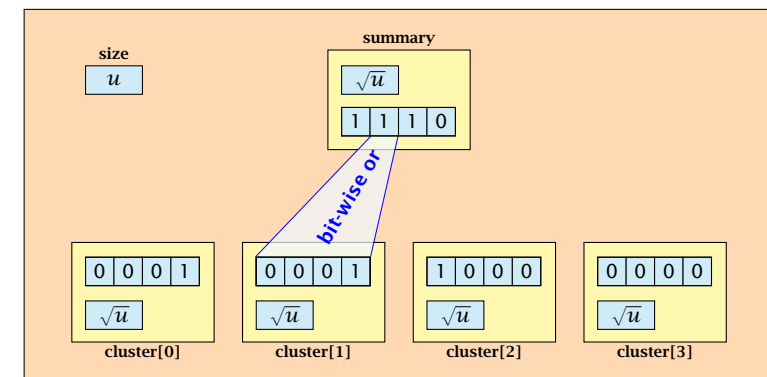 summary
size
u
√u
1 1 1 0
bit-wise or
0 0 0 1
0 0 0 1
1 0 0 0
0 0 0 0
√u
√u
√u
√u
cluster[0]
cluster[1]
cluster[2]
cluster[3]